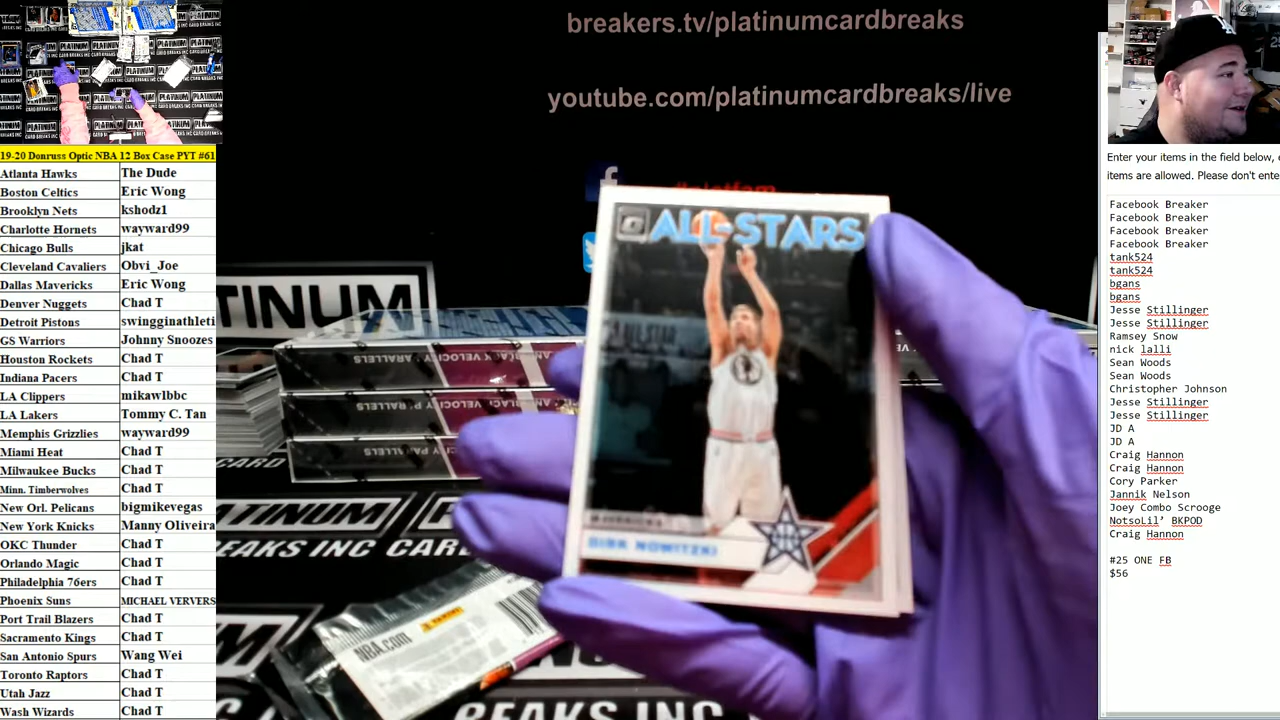 breakers.tv/platinumcardbreaks
youtube.com/platinumcardbreaks/live
19-20 Donruss Optic NBA 12 Box Case PYT #61
Atlanta Hawks The Dude
Boston Celtics Eric Wong
Brooklyn Nets kshodz1
Charlotte Hornets wayward99
Chicago Bulls jkat
Cleveland Cavaliers Obvi_Joe
Dallas Mavericks Eric Wong
Denver Nuggets Chad T
Detroit Pistons swingginathleti
GS Warriors Johnny Snoozes
Houston Rockets Chad T
Indiana Pacers Chad T
LA Clippers mikawlbbc
LA Lakers Tommy C. Tan
Memphis Grizzlies wayward99
Miami Heat Chad T
Milwaukee Bucks Chad T
Minn. Timberwolves Chad T
New Orl. Pelicans bigmikevegas
New York Knicks Manny Oliveira
OKC Thunder Chad T
Orlando Magic Chad T
Philadelphia 76ers Chad T
Phoenix Suns MICHAEL VERVERS
Port Trail Blazers Chad T
Sacramento Kings Chad T
San Antonio Spurs Wang Wei
Toronto Raptors Chad T
Utah Jazz Chad T
Wash Wizards Chad T
ALL-STARS
MAVERICKS
DIRK NOWITZKI
TINUM
PANINI
NBA.com
Enter your items in the field below,
items are allowed. Please don't ente
Facebook Breaker
Facebook Breaker
Facebook Breaker
Facebook Breaker
tank524
tank524
bgans
bgans
Jesse Stillinger
Jesse Stillinger
Ramsey Snow
nick lalli
Sean Woods
Sean Woods
Christopher Johnson
Jesse Stillinger
Jesse Stillinger
JD A
JD A
Craig Hannon
Craig Hannon
Cory Parker
Jannik Nelson
Joey Combo Scrooge
NotsoLil' BKPOD
Craig Hannon
#25 ONE FB
$56